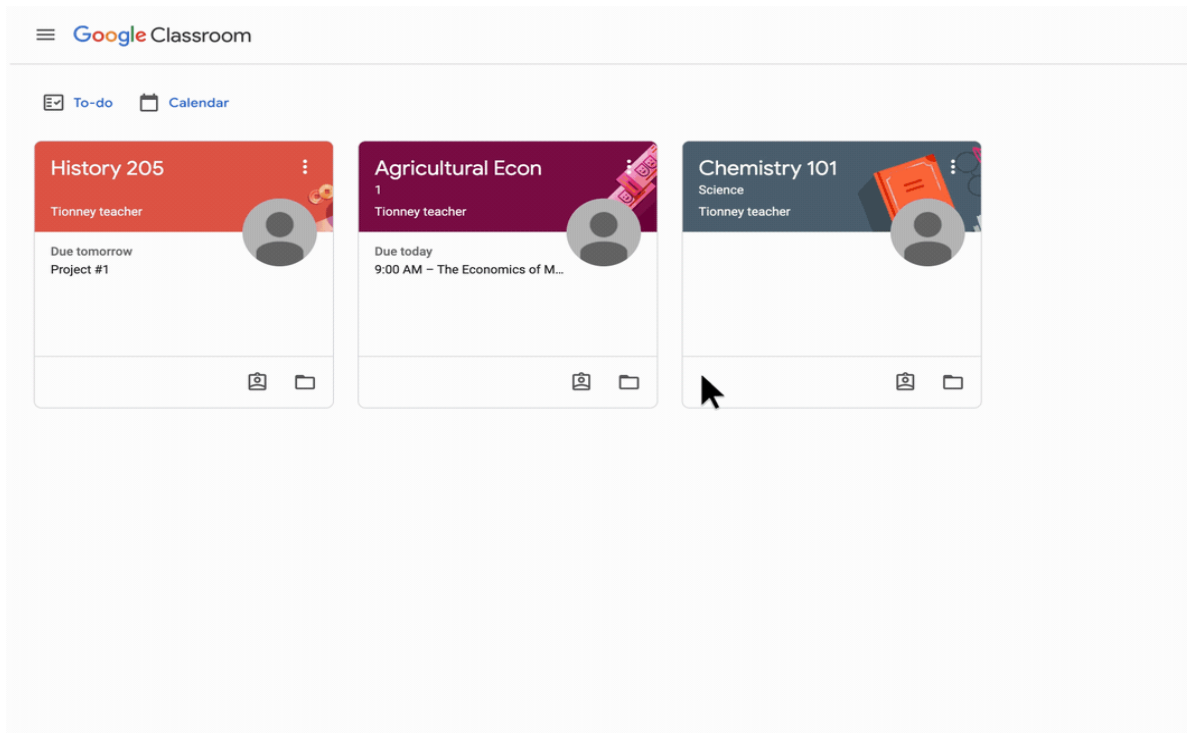 Google Classroom
To-do
Calendar
History 205
Tionney teacher
Due tomorrow
Project #1
Agricultural Econ
1
Tionney teacher
Due today
9:00 AM – The Economics of M...
Chemistry 101
Science
Tionney teacher